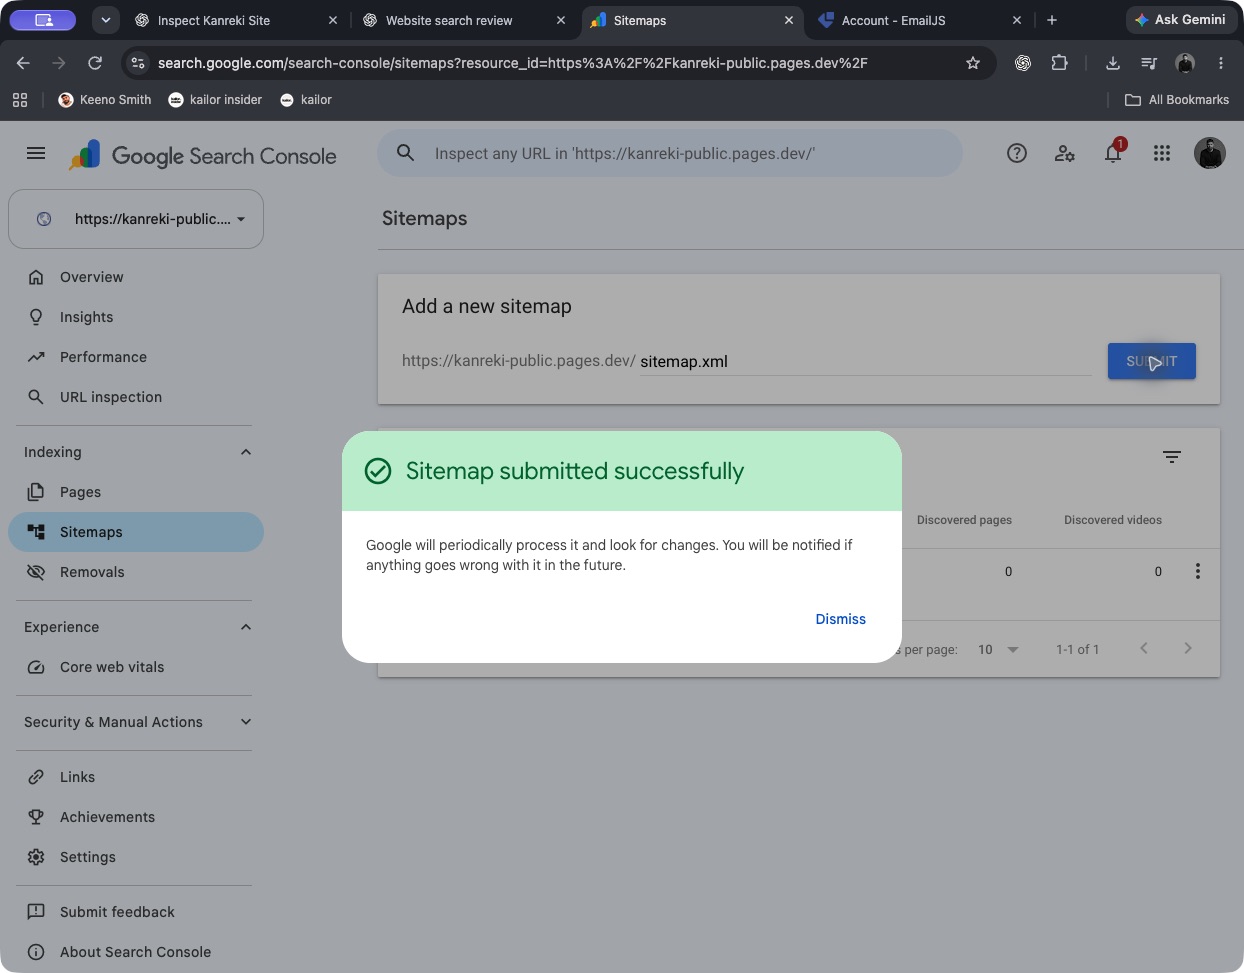 Inspect Kanreki Site
Website search review
Sitemaps
Account - EmailJS
Ask Gemini
search.google.com/search-console/sitemaps?resource_id=https%3A%2F%2Fkanreki-public.pages.dev%2F
Keeno Smith
kailor insider
kailor
All Bookmarks
Google Search Console
Inspect any URL in 'https://kanreki-public.pages.dev/'
1
https://kanreki-public....
Overview
Insights
Performance
URL inspection
Indexing
Pages
Sitemaps
Removals
Experience
Core web vitals
Security & Manual Actions
Links
Achievements
Settings
Submit feedback
About Search Console
Sitemaps
Add a new sitemap
https://kanreki-public.pages.dev/ sitemap.xml
SUBMIT
Sitemap submitted successfully
Google will periodically process it and look for changes. You will be notified if
anything goes wrong with it in the future.
Dismiss
Discovered pages Discovered videos
0 0
per page: 10 1-1 of 1